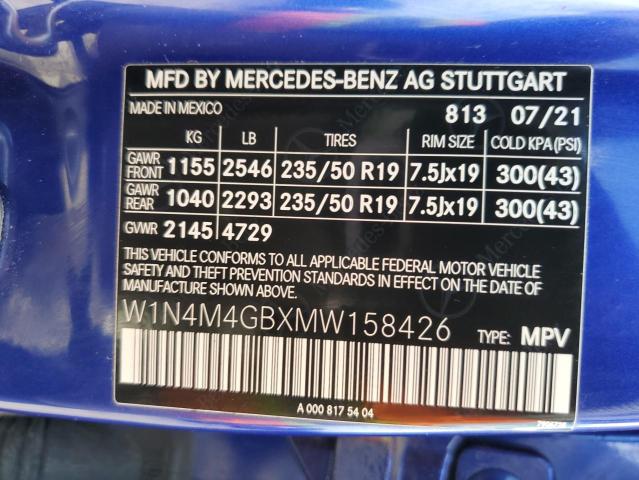 MFD BY MERCEDES-BENZ AG STUTTGART
MADE IN MEXICO 813 07/21
KG LB TIRES RIM SIZE COLD KPA(PSI)
GAWR FRONT 1155 2546 235/50 R19 7.5Jx19 300(43)
GAWR REAR 1040 2293 235/50 R19 7.5Jx19 300(43)
GVWR 2145 4729
THIS VEHICLE CONFORMS TO ALL APPLICABLE FEDERAL MOTOR VEHICLE
SAFETY AND THEFT PREVENTION STANDARDS IN EFFECT ON THE DATE
OF MANUFACTURE SHOWN ABOVE.
W1N4M4GBXMW158426 TYPE: MPV
A 000 817 54 04